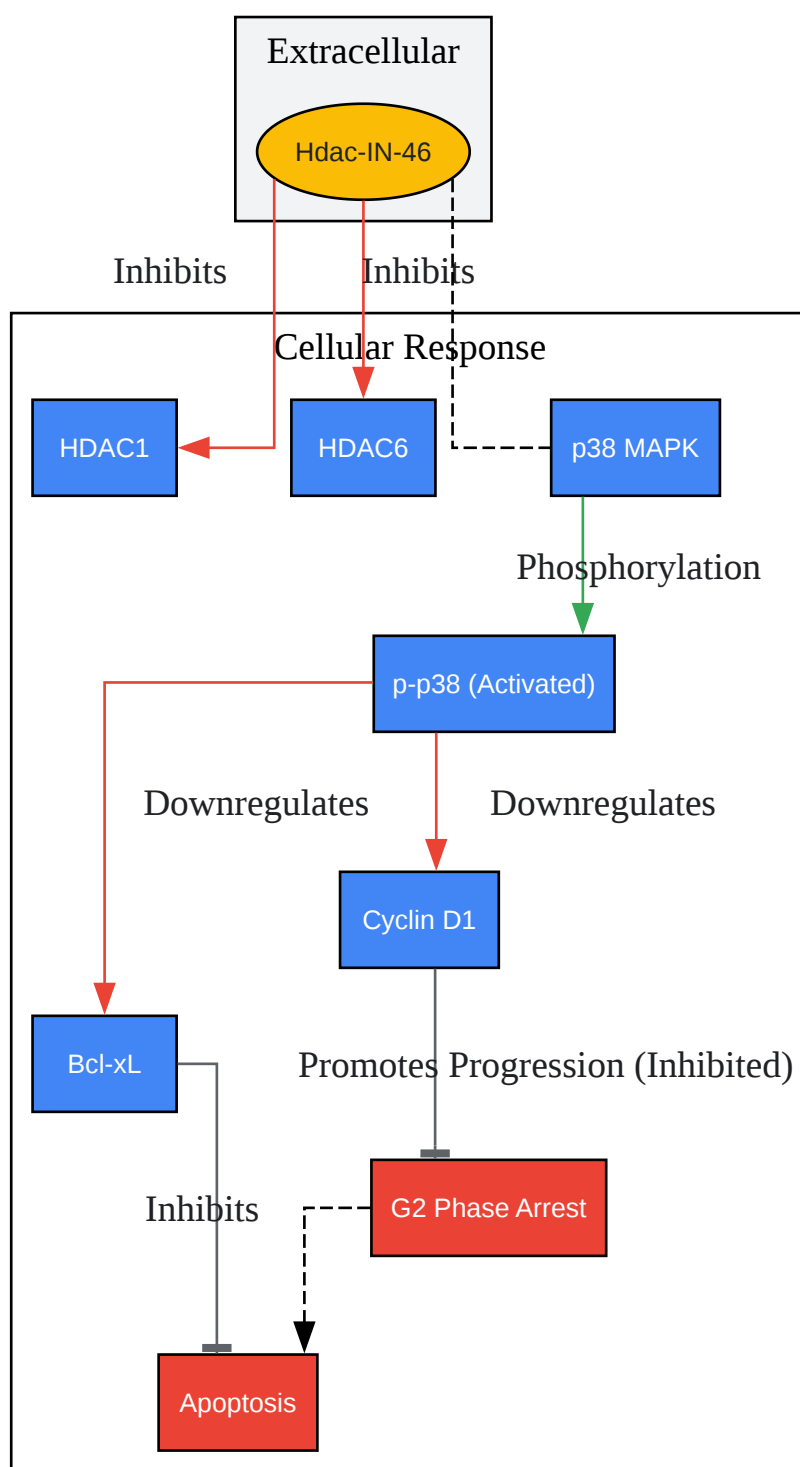 Extracellular
Hdac-IN-46
Inhibits
Inhibits
Cellular Response
HDAC1
HDAC6
p38 MAPK
Phosphorylation
p-p38 (Activated)
Downregulates
Downregulates
Cyclin D1
Bcl-xL
Promotes Progression (Inhibited)
Inhibits
G2 Phase Arrest
Apoptosis